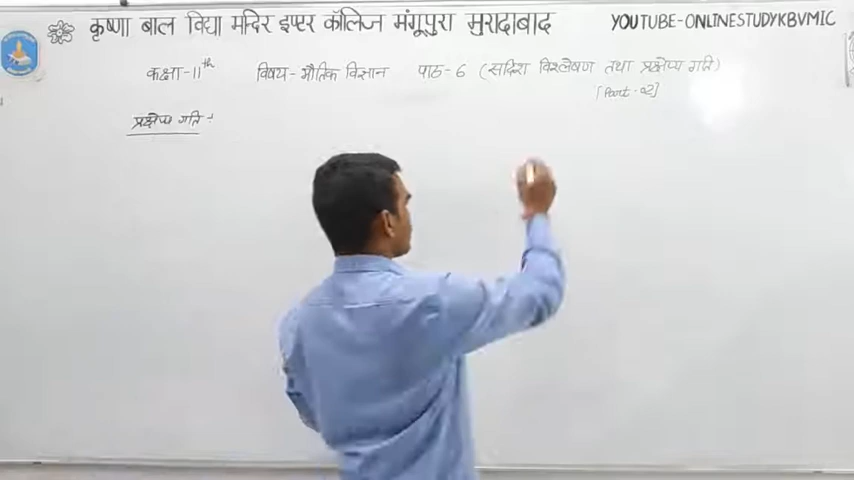 कृष्णा बाल विद्या मन्दिर इण्टर कॉलिज मंगूपुरा मुरादाबाद
YOUTUBE-ONLINESTUDYKBVMIC
कक्षा-11th विषय-भौतिक विज्ञान पाठ-6 (सदिश विश्लेषण तथा प्रक्षेप्य गति)
[Part-02]
प्रक्षेप्य गति :-